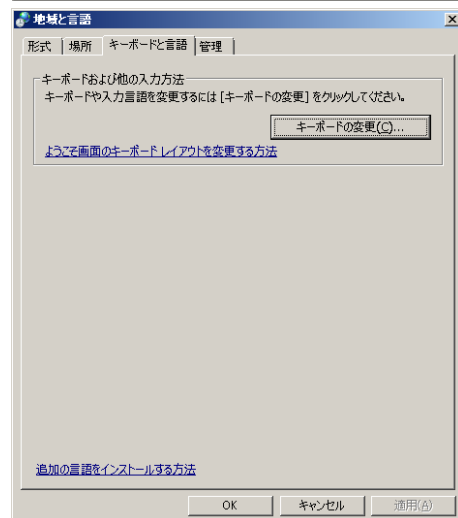 地域と言語
形式 場所 キーボードと言語 管理
キーボードおよび他の入力方法
キーボードや入力言語を変更するには [キーボードの変更] をクリックしてください。
キーボードの変更(C)...
ようこそ画面のキーボード レイアウトを変更する方法
追加の言語をインストールする方法
OK キャンセル 適用(A)